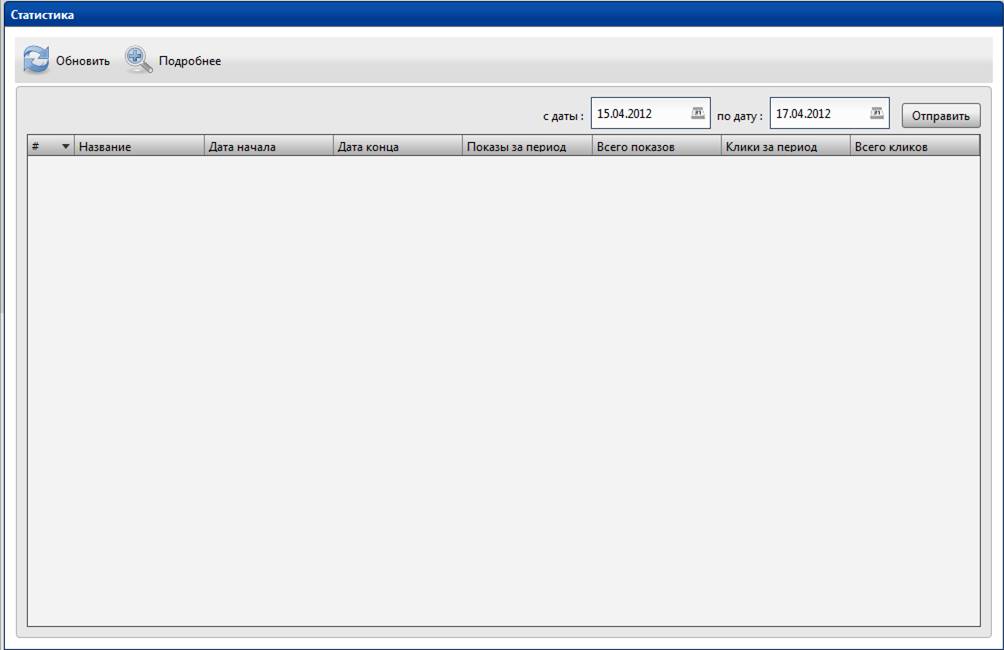 Статистика
Обновить Подробнее
с даты : 15.04.2012 по дату : 17.04.2012 Отправить
# Название Дата начала Дата конца Показы за период Всего показов Клики за период Всего кликов